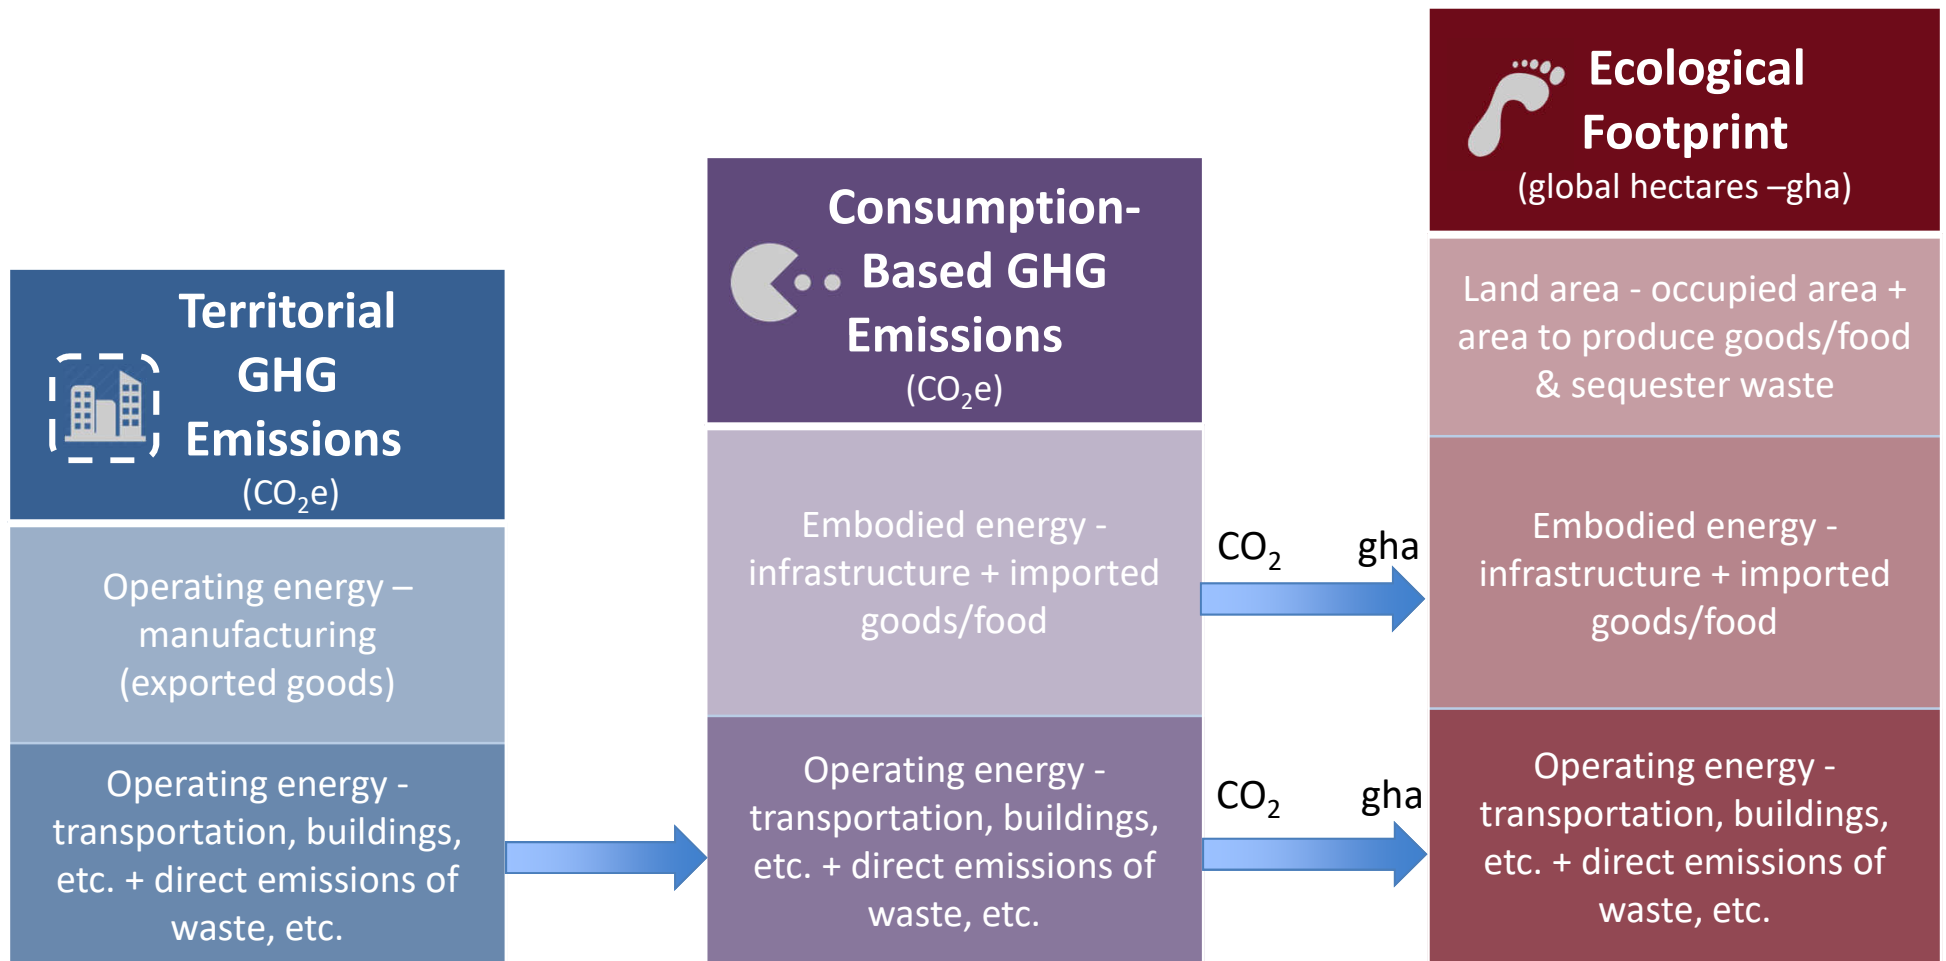 Territorial
GHG
Emissions
(CO₂e)
Operating energy –
manufacturing
(exported goods)
Operating energy -
transportation, buildings,
etc. + direct emissions of
waste, etc.
Consumption-
Based GHG
Emissions
(CO₂e)
Embodied energy -
infrastructure + imported
goods/food
Operating energy -
transportation, buildings,
etc. + direct emissions of
waste, etc.
CO₂ gha
CO₂ gha
Ecological
Footprint
(global hectares –gha)
Land area - occupied area +
area to produce goods/food
& sequester waste
Embodied energy -
infrastructure + imported
goods/food
Operating energy -
transportation, buildings,
etc. + direct emissions of
waste, etc.